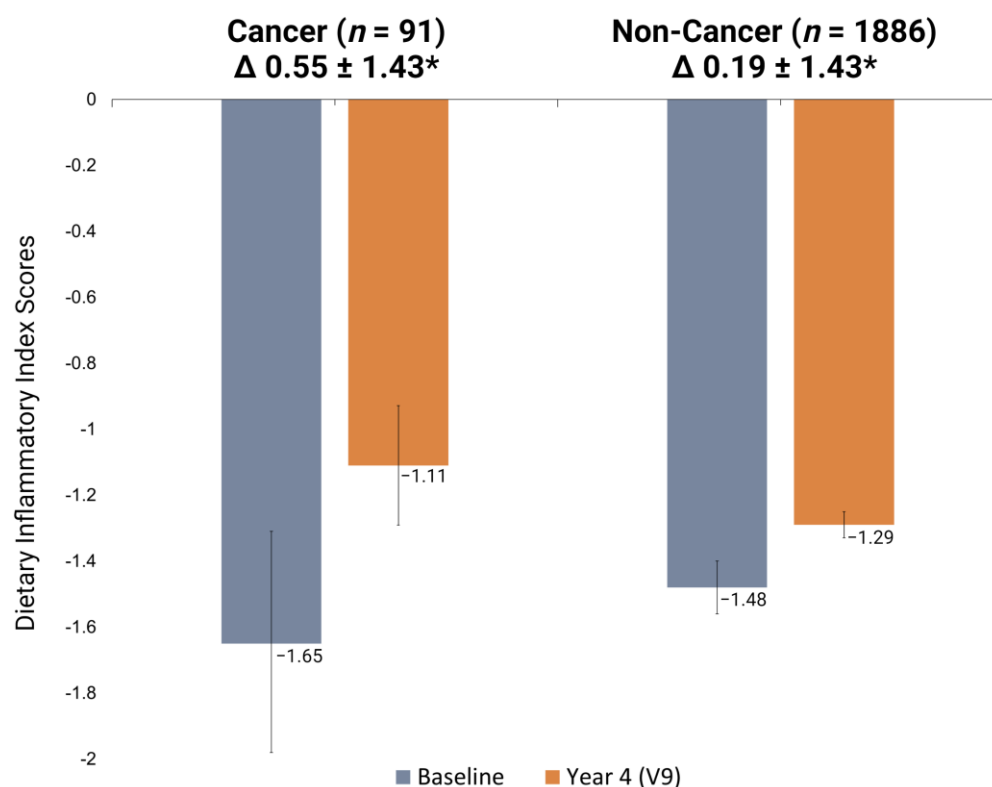 Cancer (n = 91)
Δ 0.55 ± 1.43*
Non-Cancer (n = 1886)
Δ 0.19 ± 1.43*
Dietary Inflammatory Index Scores
0
-0.2
-0.4
-0.6
-0.8
-1
-1.2
-1.4
-1.6
-1.8
-2
−1.65
−1.11
−1.48
−1.29
Baseline
Year 4 (V9)